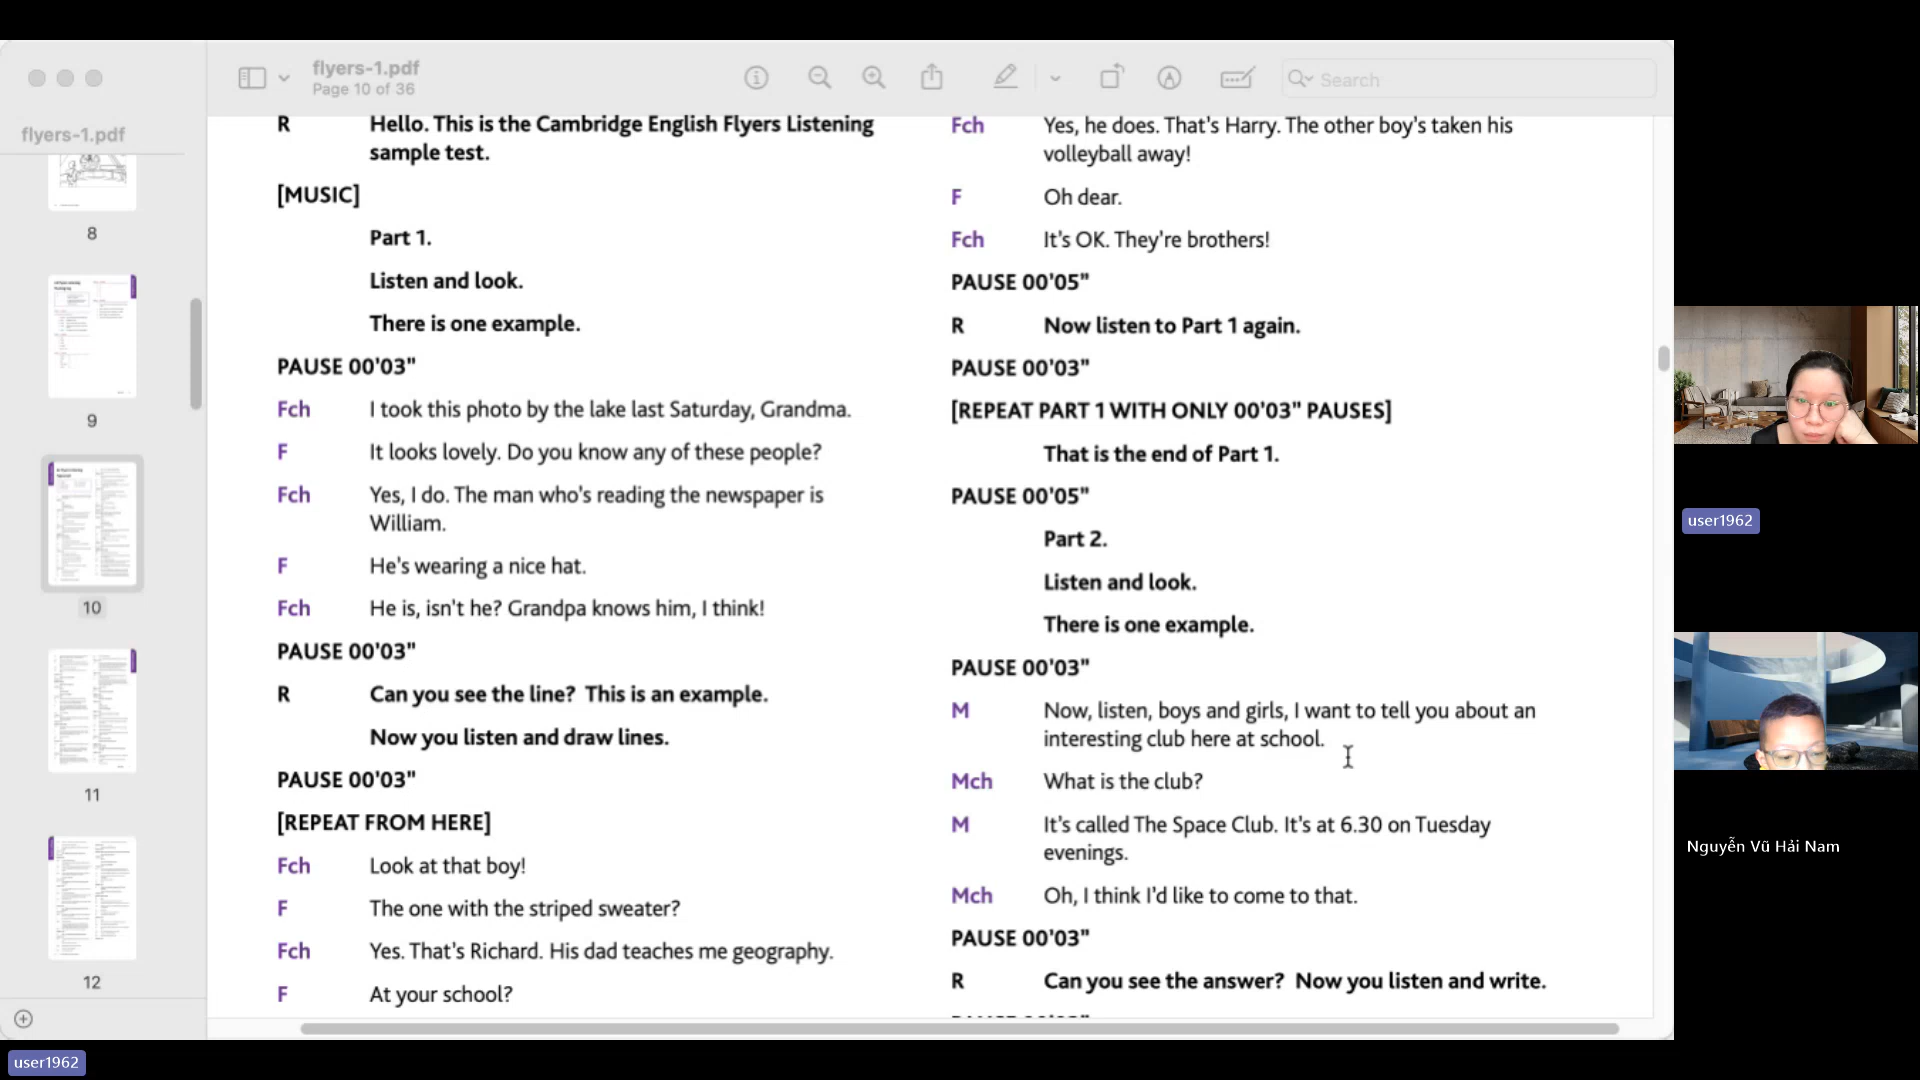 flyers-1.pdf
Page 10 of 36
Search
flyers-1.pdf
8
9
10
11
12
R Hello. This is the Cambridge English Flyers Listening
sample test.
[MUSIC]
Part 1.
Listen and look.
There is one example.
PAUSE 00'03"
Fch I took this photo by the lake last Saturday, Grandma.
F It looks lovely. Do you know any of these people?
Fch Yes, I do. The man who's reading the newspaper is
William.
F He's wearing a nice hat.
Fch He is, isn't he? Grandpa knows him, I think!
PAUSE 00'03"
R Can you see the line? This is an example.
Now you listen and draw lines.
PAUSE 00'03"
[REPEAT FROM HERE]
Fch Look at that boy!
F The one with the striped sweater?
Fch Yes. That's Richard. His dad teaches me geography.
F At your school?
Fch Yes, he does. That's Harry. The other boy's taken his
volleyball away!
F Oh dear.
Fch It's OK. They're brothers!
PAUSE 00'05"
R Now listen to Part 1 again.
PAUSE 00'03"
[REPEAT PART 1 WITH ONLY 00'03" PAUSES]
That is the end of Part 1.
PAUSE 00'05"
Part 2.
Listen and look.
There is one example.
PAUSE 00'03"
M Now, listen, boys and girls, I want to tell you about an
interesting club here at school.
Mch What is the club?
M It's called The Space Club. It's at 6.30 on Tuesday
evenings.
Mch Oh, I think I'd like to come to that.
PAUSE 00'03"
R Can you see the answer? Now you listen and write.
user1962
Nguyễn Vũ Hải Nam
user1962